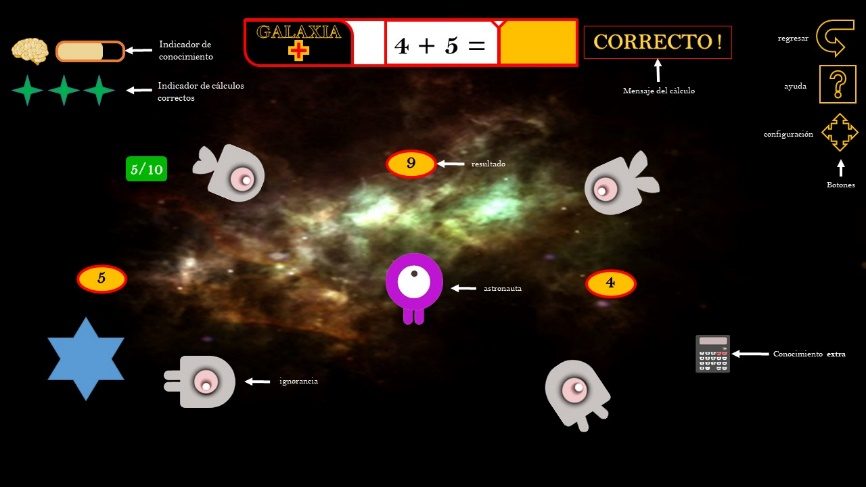 GALAXIA
4 + 5 =
CORRECTO !
regresar
Indicador de
conocimiento
Indicador de cálculos
correctos
Mensaje del cálculo
ayuda
configuración
Botones
5/10
9
resultado
5
astronauta
4
ignorancia
Conocimiento extra